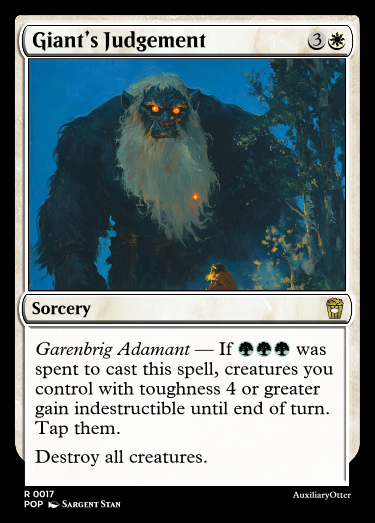 Giant's Judgement 3
Sorcery
Garenbrig Adamant — If was
spent to cast this spell, creatures you
control with toughness 4 or greater
gain indestructible until end of turn.
Tap them.
Destroy all creatures.
R 0017
POP Sargent Stan
AuxiliaryOtter